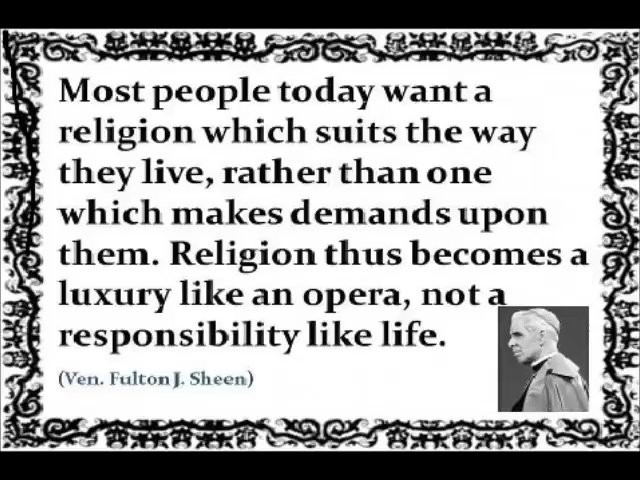 Most people today want a
religion which suits the way
they live, rather than one
which makes demands upon
them. Religion thus becomes a
luxury like an opera, not a
responsibility like life.
(Ven. Fulton J. Sheen)